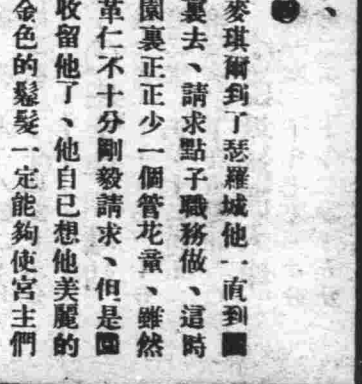 、
麥琪爾到了瑟羅城他一直到
裏去、請求點子職務做、這時
園裏正正少一個管花童、雖然
革仁不十分剛毅請求、但是園
收留他了、他自已想他美麗的
金色的鬆髮一定能夠使宮主們